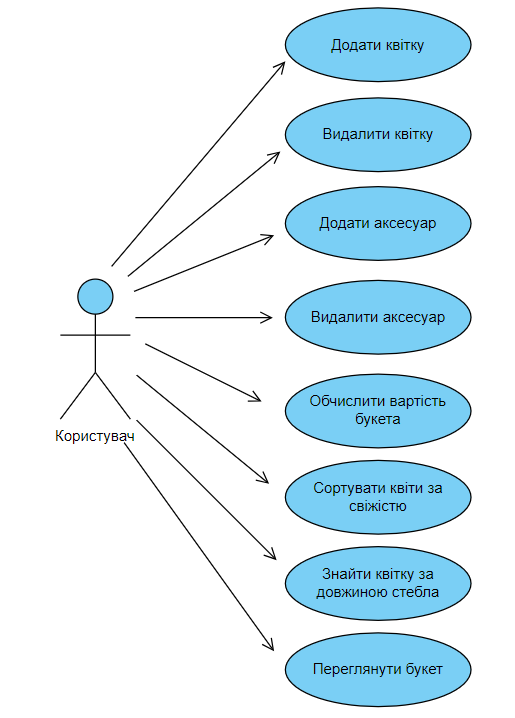 Додати квітку
Видалити квітку
Додати аксесуар
Видалити аксесуар
Обчислити вартість
букета
Користувач
Сортувати квіти за
свіжістю
Знайти квітку за
довжиною стебла
Переглянути букет